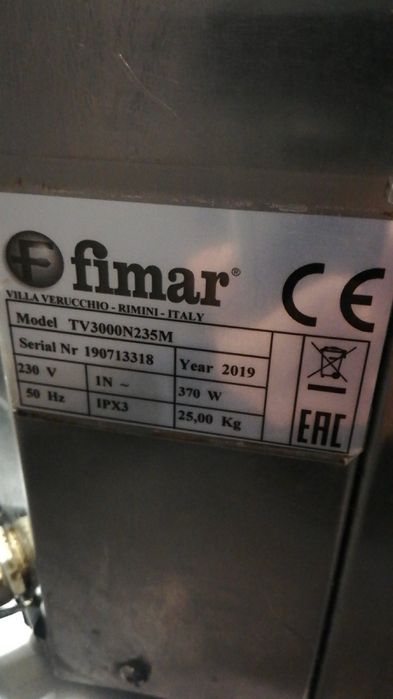 F fimar®
CE
VILLA VERUCCHIO - RIMINI - ITALY
Model TV3000N235M
Serial Nr 190713318 Year 2019
230 V 1N ~ 370 W
50 Hz IPX3 25,00 Kg
EAC